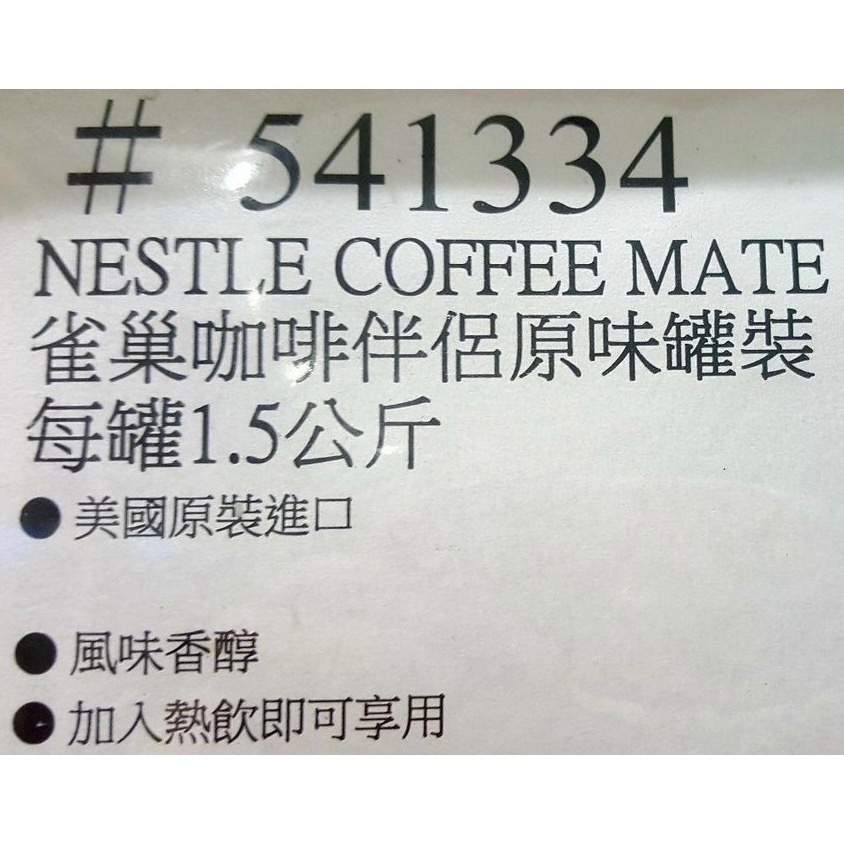 # 541334
NESTLE COFFEE MATE
雀巢咖啡伴侶原味罐裝
每罐1.5公斤
●美國原裝進口
●風味香醇
●加入熱飲即可享用